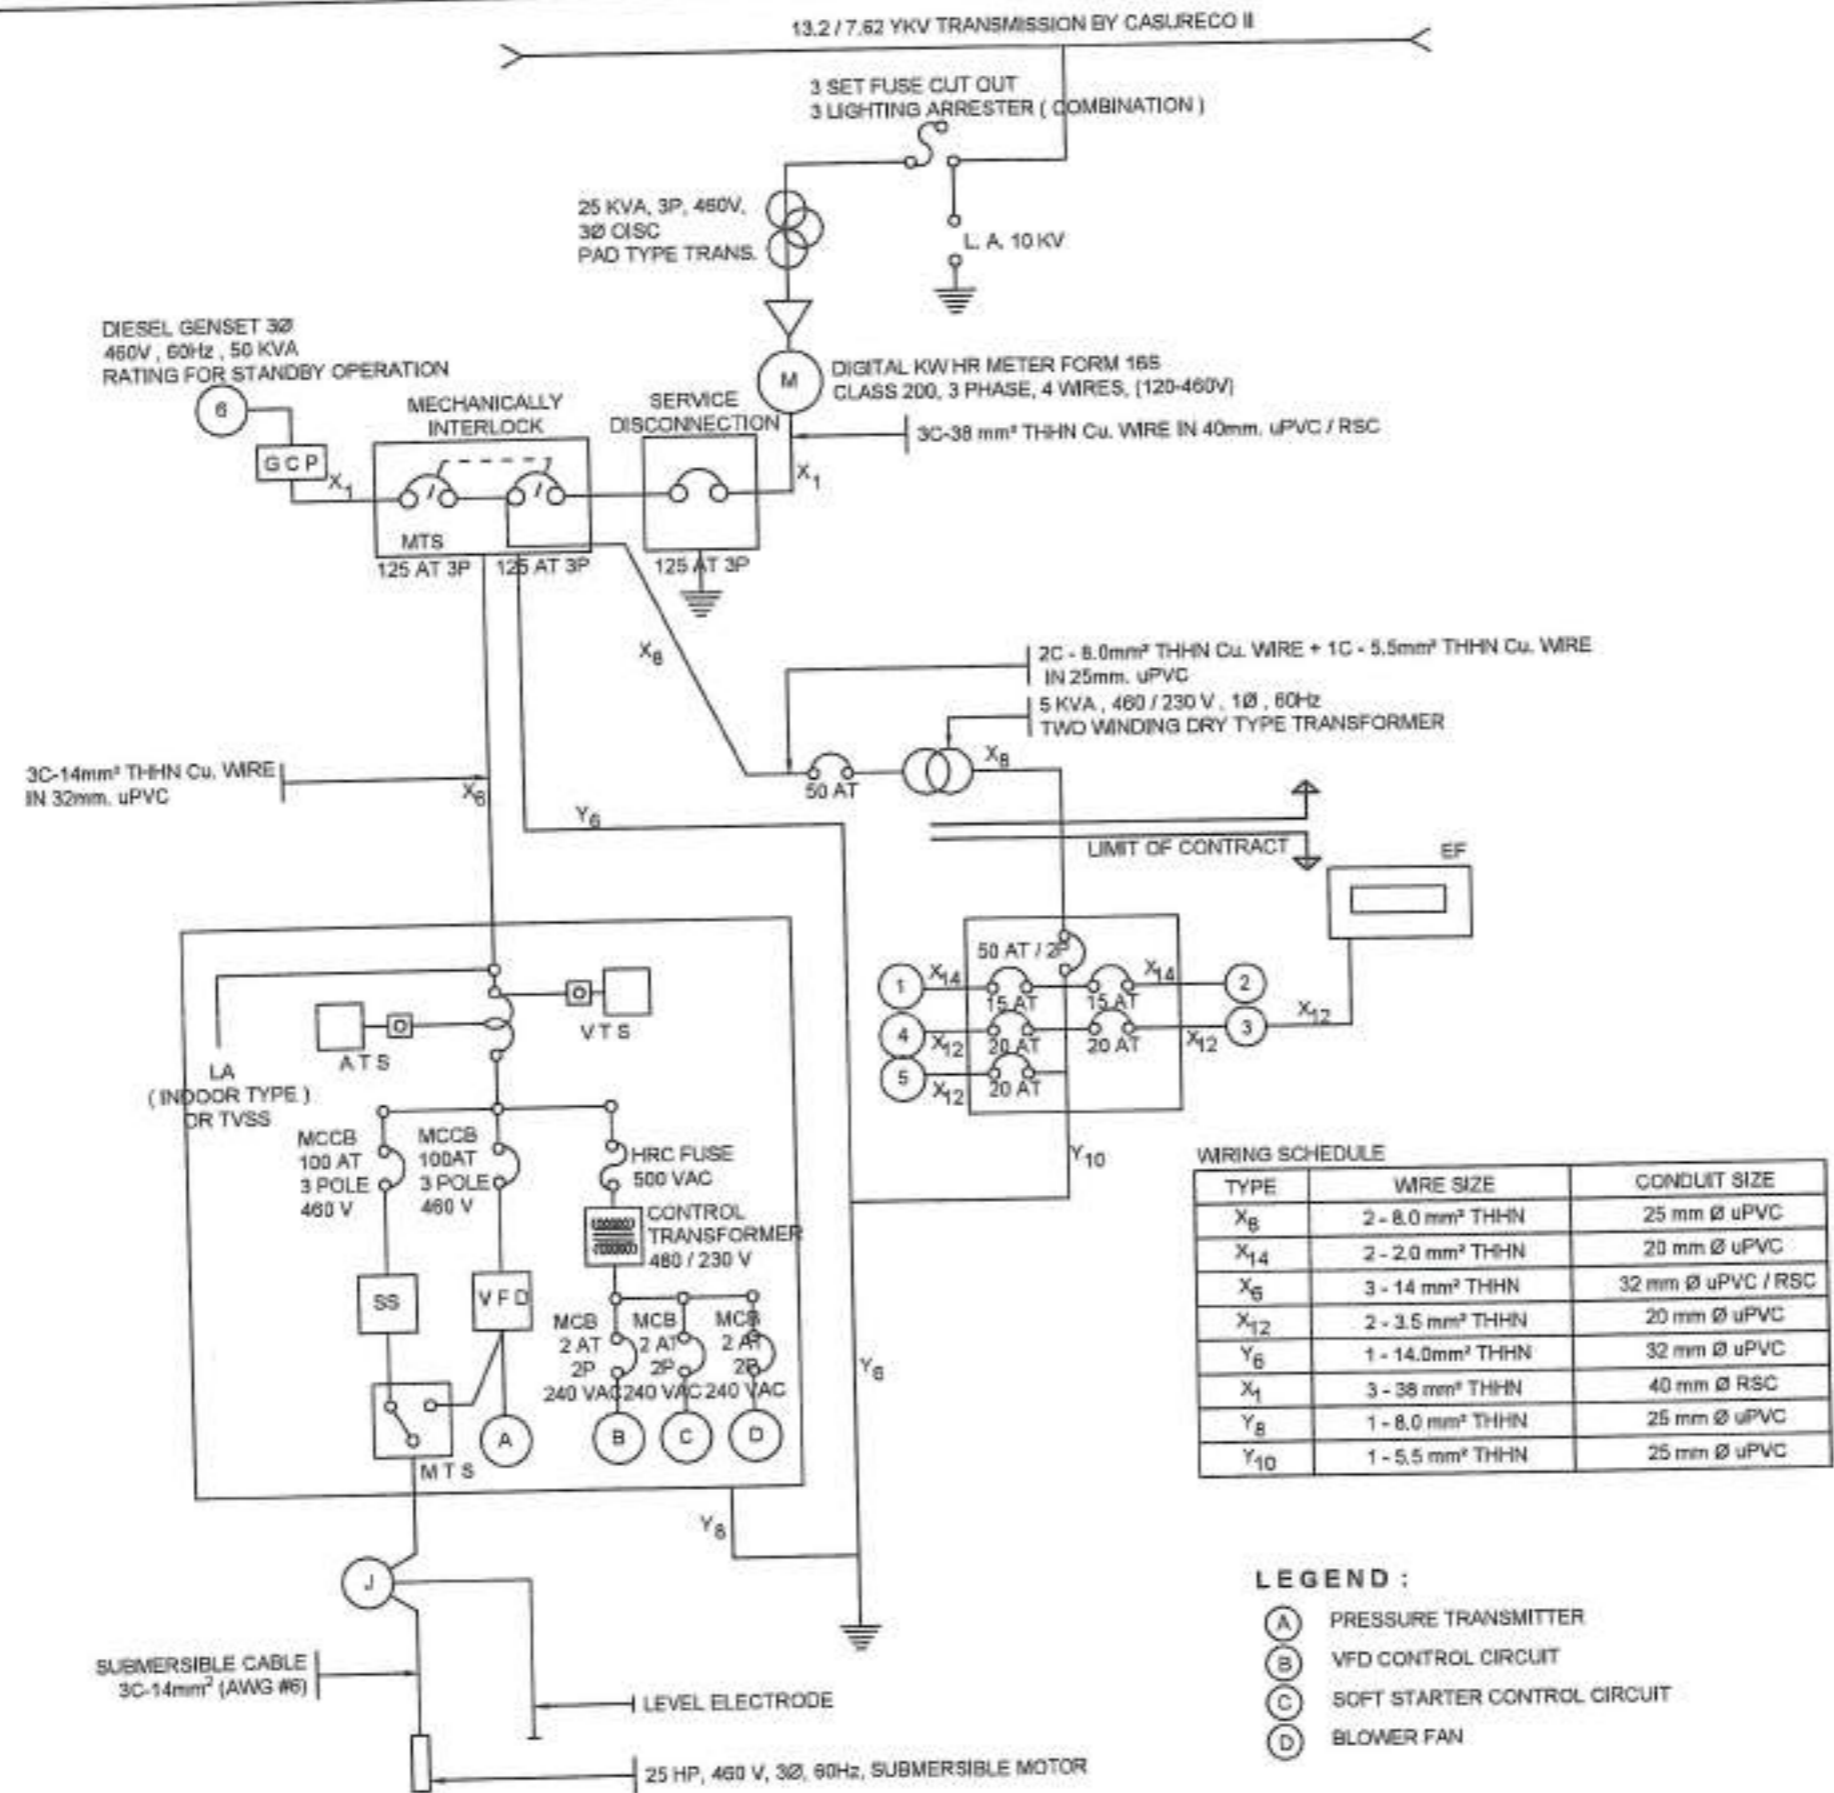 13.2 / 7.62 YKV TRANSMISSION BY CASURECO II
3 SET FUSE CUT OUT
3 LIGHTING ARRESTER ( COMBINATION )
25 KVA, 3P, 460V,
3Ø OISC
PAD TYPE TRANS.
L. A. 10 KV
DIESEL GENSET 3Ø
460V , 60Hz , 50 KVA
RATING FOR STANDBY OPERATION
6
G C P
X1
MECHANICALLY
INTERLOCK
SERVICE
DISCONNECTION
M
DIGITAL KW HR METER FORM 16S
CLASS 200, 3 PHASE, 4 WIRES, (120-460V)
3C-38 mm² THHN Cu. WIRE IN 40mm. uPVC / RSC
X1
MTS
125 AT 3P
125 AT 3P
125 AT 3P
X8
2C - 8.0mm² THHN Cu. WIRE + 1C - 5.5mm² THHN Cu. WIRE
IN 25mm. uPVC
5 KVA , 460 / 230 V , 1Ø , 60Hz
TWO WINDING DRY TYPE TRANSFORMER
X8
50 AT
3C-14mm² THHN Cu. WIRE
IN 32mm. uPVC
X6
Y6
LIMIT OF CONTRACT
EF
50 AT / 2P
1
X14
15 AT
15 AT
X14
2
4
X12
20 AT
20 AT
X12
3
X12
5
X12
20 AT
Y10
V T S
A T S
LA
( INDOOR TYPE )
OR TVSS
MCCB
100 AT
3 POLE
460 V
MCCB
100AT
3 POLE
460 V
HRC FUSE
500 VAC
CONTROL
TRANSFORMER
480 / 230 V
SS
V F D
MCB
2 AT
2P
240 VAC
MCB
2 AT
2P
240 VAC
MCB
2 AT
2P
240 VAC
M T S
A
B
C
D
Y6
Y8
J
SUBMERSIBLE CABLE
3C-14mm² (AWG #6)
LEVEL ELECTRODE
25 HP, 460 V, 3Ø, 60Hz, SUBMERSIBLE MOTOR
WIRING SCHEDULE
TYPE WIRE SIZE CONDUIT SIZE
X8 2 - 8.0 mm² THHN 25 mm Ø uPVC
X14 2 - 2.0 mm² THHN 20 mm Ø uPVC
X6 3 - 14 mm² THHN 32 mm Ø uPVC / RSC
X12 2 - 3.5 mm² THHN 20 mm Ø uPVC
Y6 1 - 14.0mm² THHN 32 mm Ø uPVC
X1 3 - 38 mm² THHN 40 mm Ø RSC
Y8 1 - 8.0 mm² THHN 25 mm Ø uPVC
Y10 1 - 5.5 mm² THHN 25 mm Ø uPVC
LEGEND :
A PRESSURE TRANSMITTER
B VFD CONTROL CIRCUIT
C SOFT STARTER CONTROL CIRCUIT
D BLOWER FAN